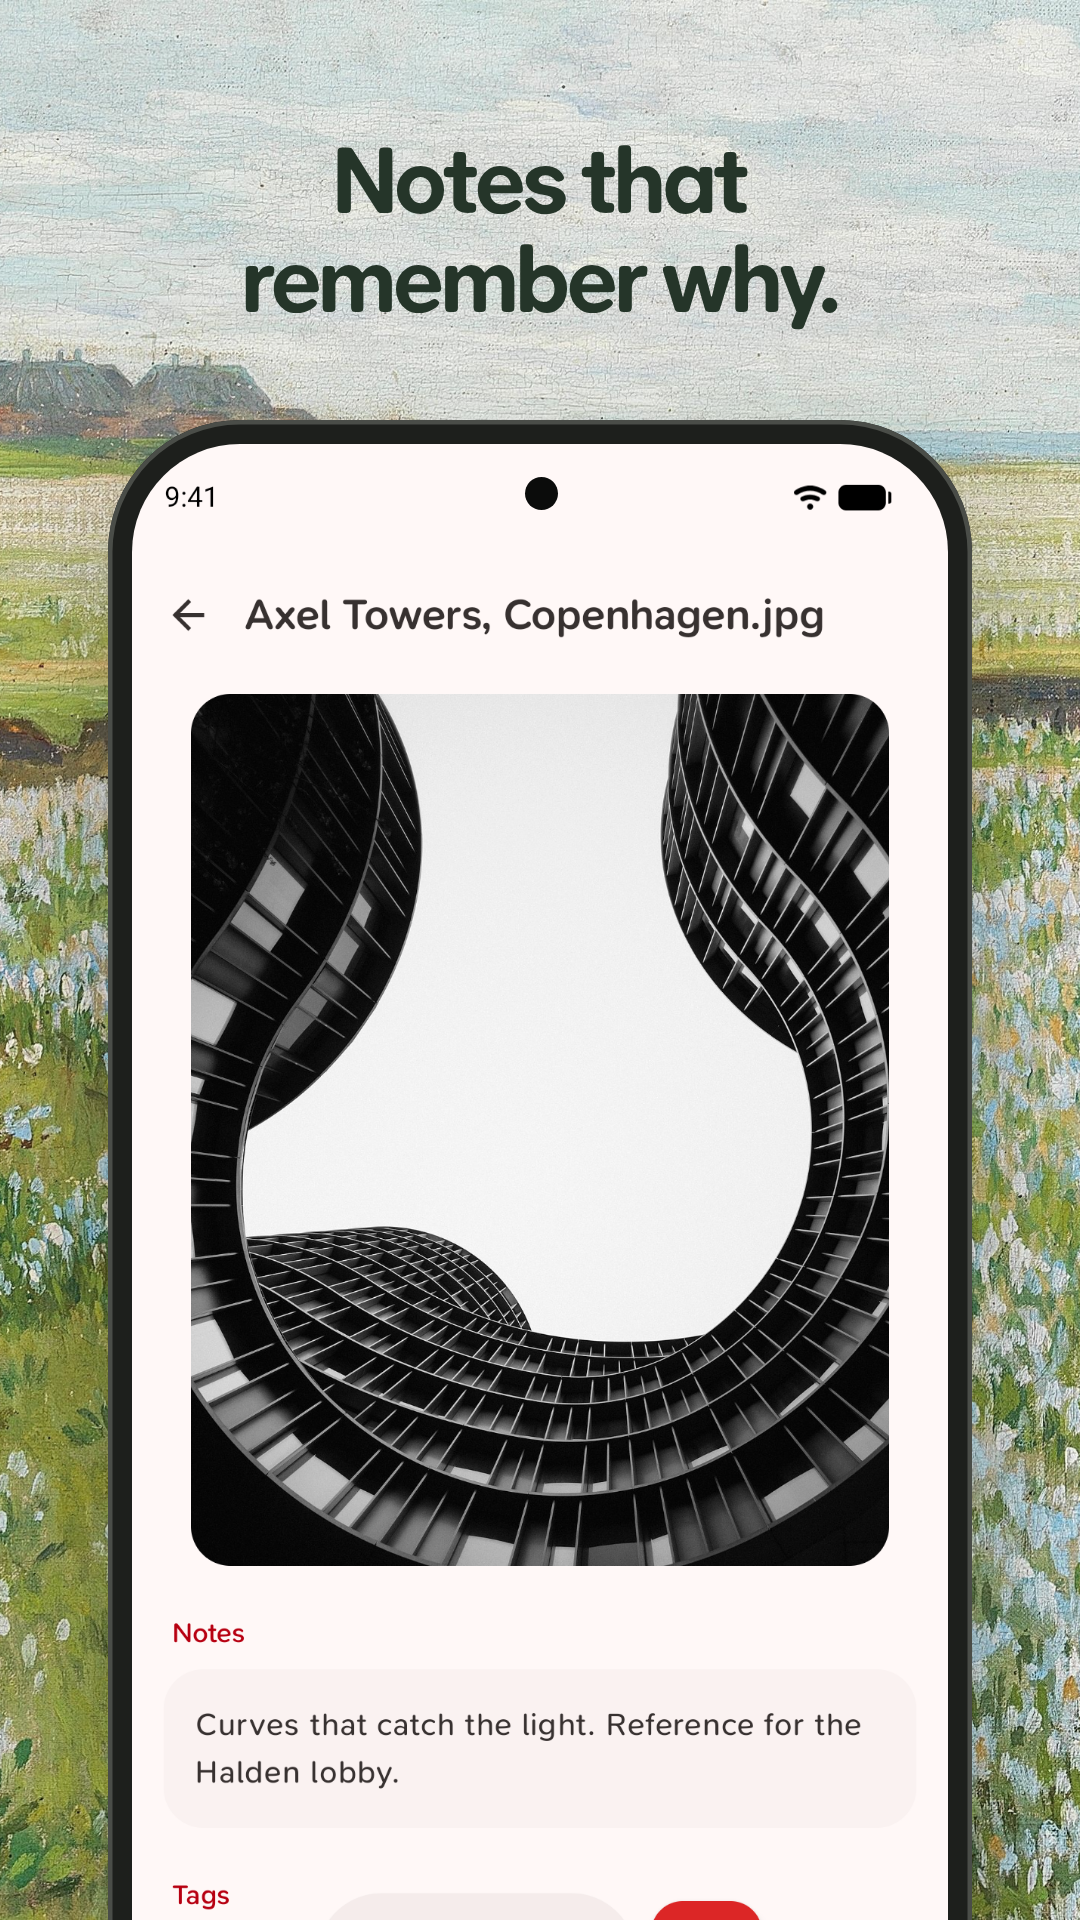 Notes that
remember why.
9:41
Axel Towers, Copenhagen.jpg
Notes
Curves that catch the light. Reference for the
Halden lobby.
Tags